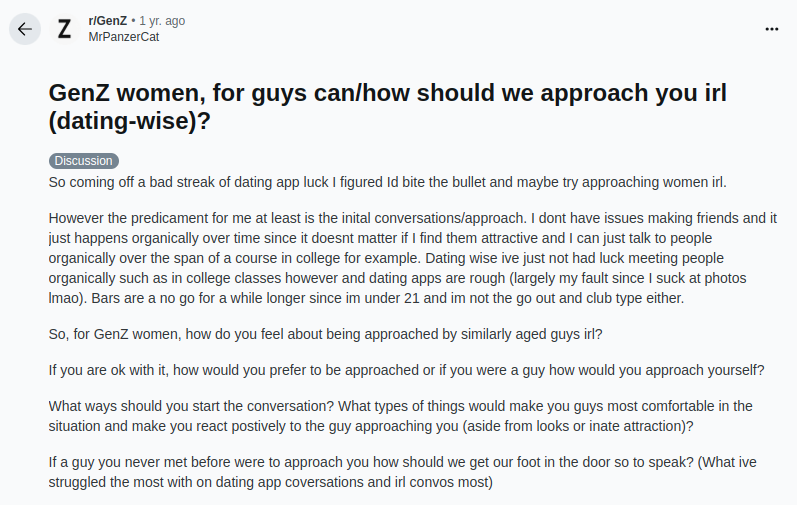 r/GenZ • 1 yr. ago
MrPanzerCat
GenZ women, for guys can/how should we approach you irl
(dating-wise)?
Discussion
So coming off a bad streak of dating app luck I figured Id bite the bullet and maybe try approaching women irl.
However the predicament for me at least is the inital conversations/approach. I dont have issues making friends and it
just happens organically over time since it doesnt matter if I find them attractive and I can just talk to people
organically over the span of a course in college for example. Dating wise ive just not had luck meeting people
organically such as in college classes however and dating apps are rough (largely my fault since I suck at photos
lmao). Bars are a no go for a while longer since im under 21 and im not the go out and club type either.
So, for GenZ women, how do you feel about being approached by similarly aged guys irl?
If you are ok with it, how would you prefer to be approached or if you were a guy how would you approach yourself?
What ways should you start the conversation? What types of things would make you guys most comfortable in the
situation and make you react postively to the guy approaching you (aside from looks or inate attraction)?
If a guy you never met before were to approach you how should we get our foot in the door so to speak? (What ive
struggled the most with on dating app coversations and irl convos most)